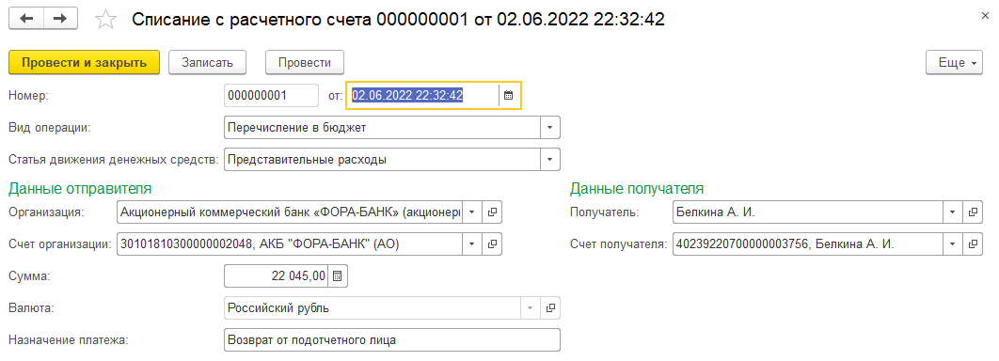 Списание с расчетного счета 000000001 от 02.06.2022 22:32:42
Провести и закрыть Записать Провести Еще
Номер: 000000001 от: 02.06.2022 22:32:42
Вид операции: Перечисление в бюджет
Статья движения денежных средств: Представительные расходы
Данные отправителя Данные получателя
Организация: Акционерный коммерческий банк «ФОРА-БАНК» (акционерн Получатель: Белкина А. И.
Счет организации: 30101810300000002048, АКБ "ФОРА-БАНК" (АО) Счет получателя: 40239220700000003756, Белкина А. И.
Сумма: 22 045,00
Валюта: Российский рубль
Назначение платежа: Возврат от подотчетного лица